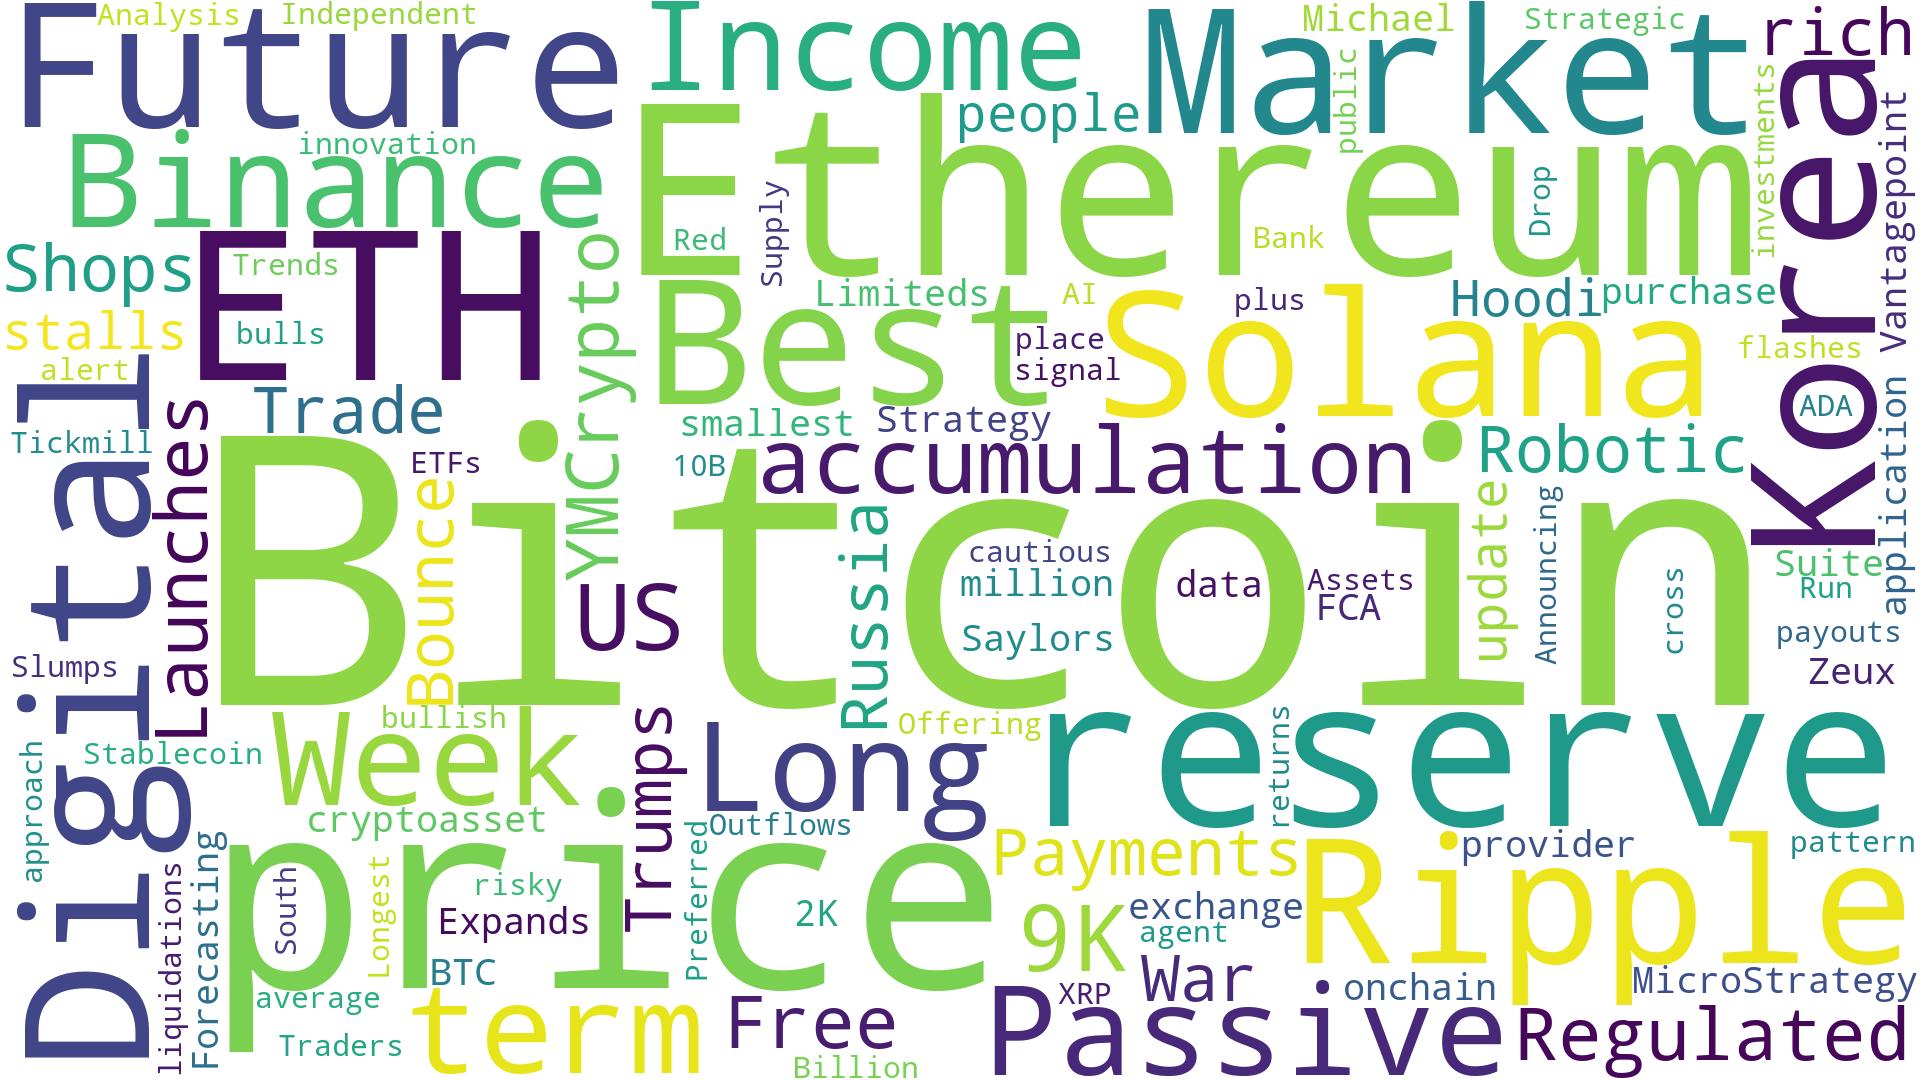 Analysis
Independent
Future
Income
Michael
Strategic
rich
Market
people
public
investments
Binance
innovation
Ethereum
Korean
Vantagepoint
Supply
Drop
Red
Bank
Shops
ETH
Trends
YMCrypto
Limiteds
AI
plus
Hoodi
purchase
Best
Solana
stalls
bulls
place
flashes
alert
signal
Digital
Launches
Trade
smallest
Strategy
ADA
application
Tickmill
ETFs
10B
accumulation
Robotic
Bitcoin
Bounce
Russia
update
Announcing
cautious
million
data
Assets
FCA
cross
Suite
Run
US
Saylors
payouts
Slumps
Zeux
bullish
Trumps
Offering
reserve
returns
Stablecoin
Week
Long
approach
cryptoasset
Outflows
Preferred
Payments
Ripple
provider
pattern
price
Forecasting
liquidations
South
Longest
risky
Expands
2K
9K
exchange
agent
BTC
War
XRP
onchain
MicroStrategy
average
term
Free
Passive
Regulated
Traders
Billion